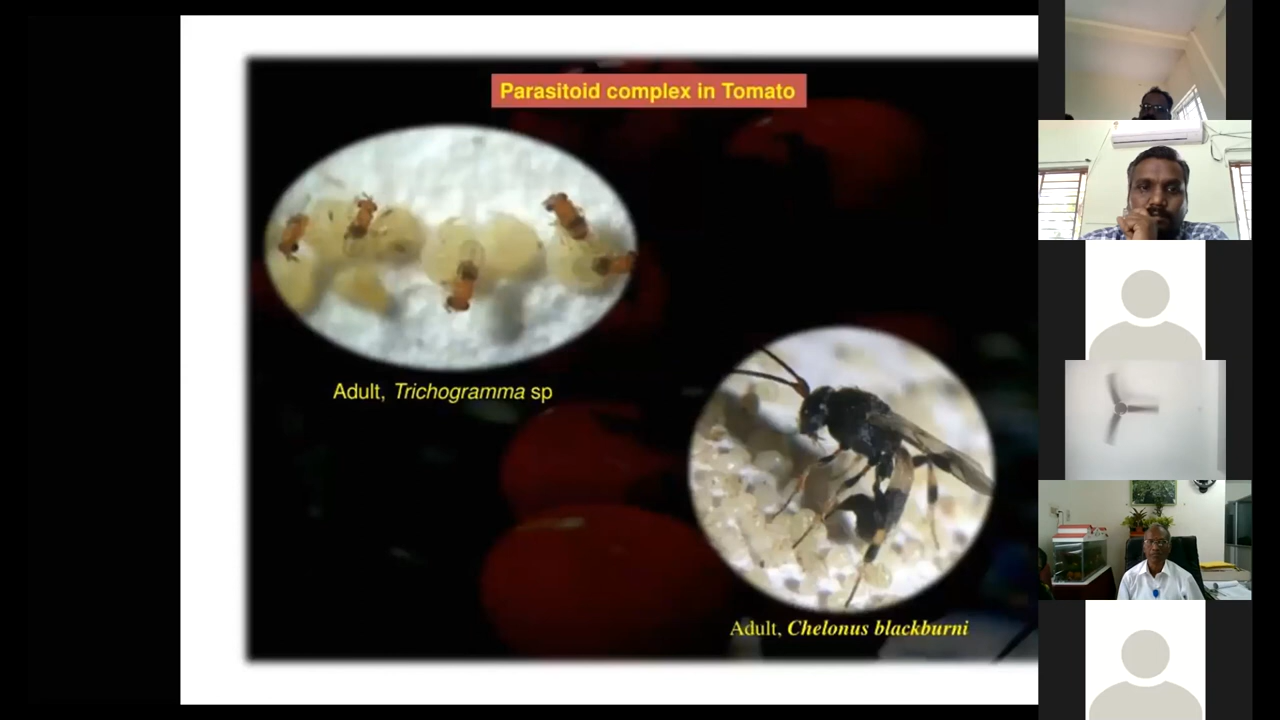 Parasitoid complex in Tomato
Adult, Trichogramma sp
Adult, Chelonus blackburni